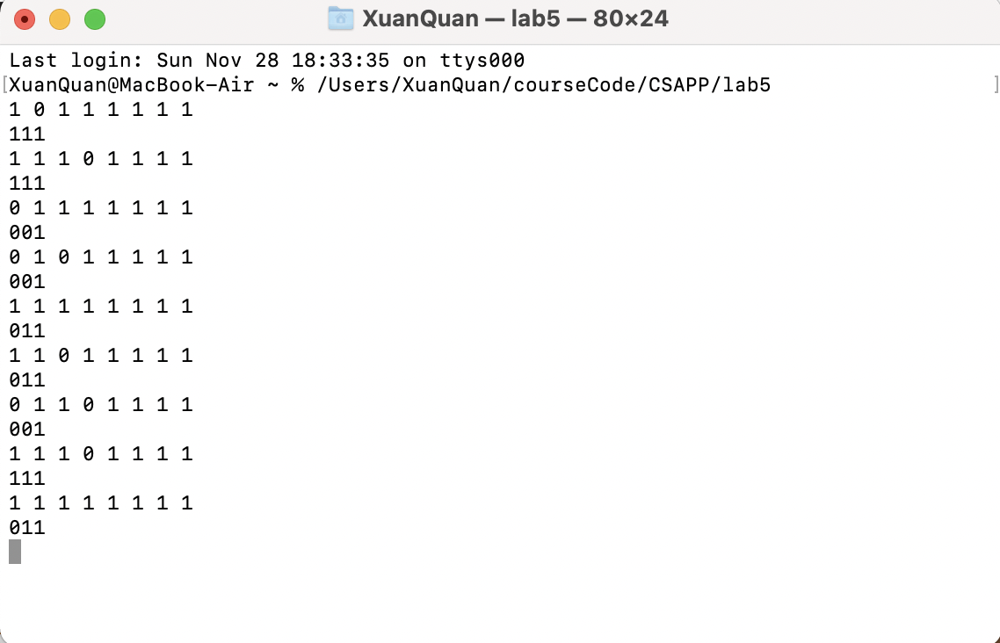 XuanQuan — lab5 — 80×24
Last login: Sun Nov 28 18:33:35 on ttys000
[XuanQuan@MacBook-Air ~ % /Users/XuanQuan/courseCode/CSAPP/lab5 ]
1 0 1 1 1 1 1 1
111
1 1 1 0 1 1 1 1
111
0 1 1 1 1 1 1 1
001
0 1 0 1 1 1 1 1
001
1 1 1 1 1 1 1 1
011
1 1 0 1 1 1 1 1
011
0 1 1 0 1 1 1 1
001
1 1 1 0 1 1 1 1
111
1 1 1 1 1 1 1 1
011